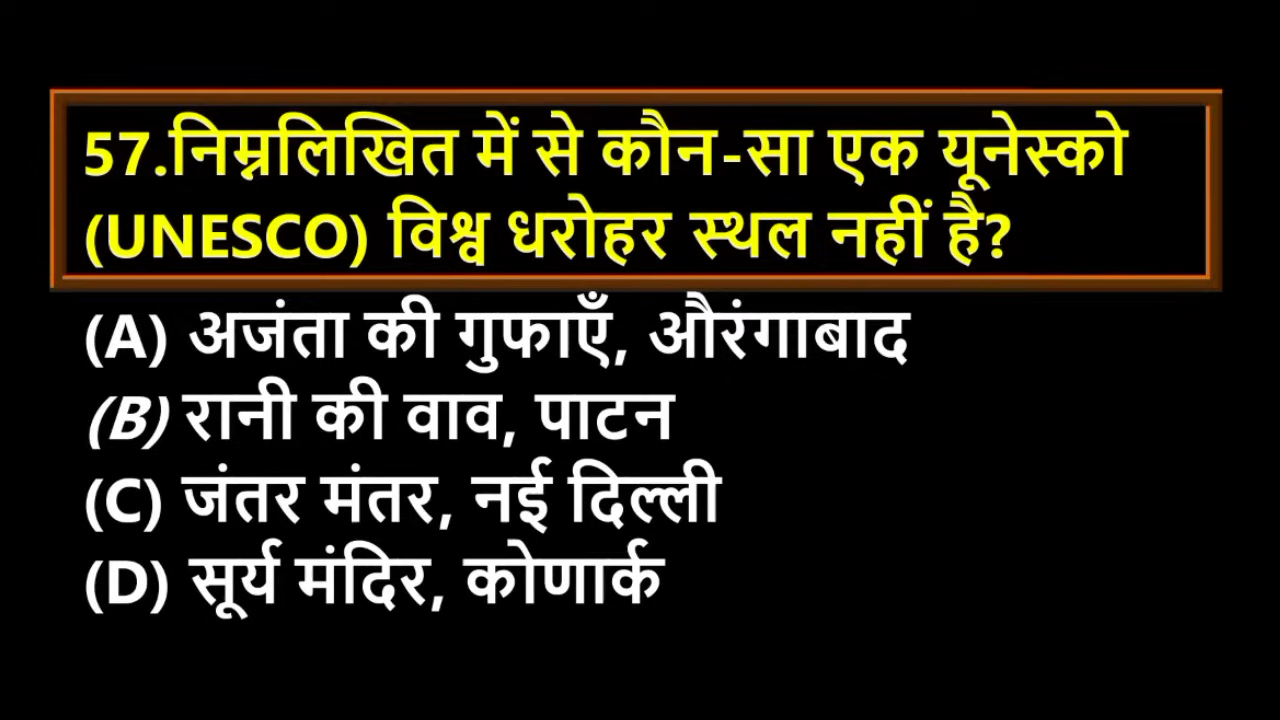 57.निम्नलिखित में से कौन-सा एक यूनेस्को
(UNESCO) विश्व धरोहर स्थल नहीं है?
(A) अजंता की गुफाएँ, औरंगाबाद
(B) रानी की वाव, पाटन
(C) जंतर मंतर, नई दिल्ली
(D) सूर्य मंदिर, कोणार्क